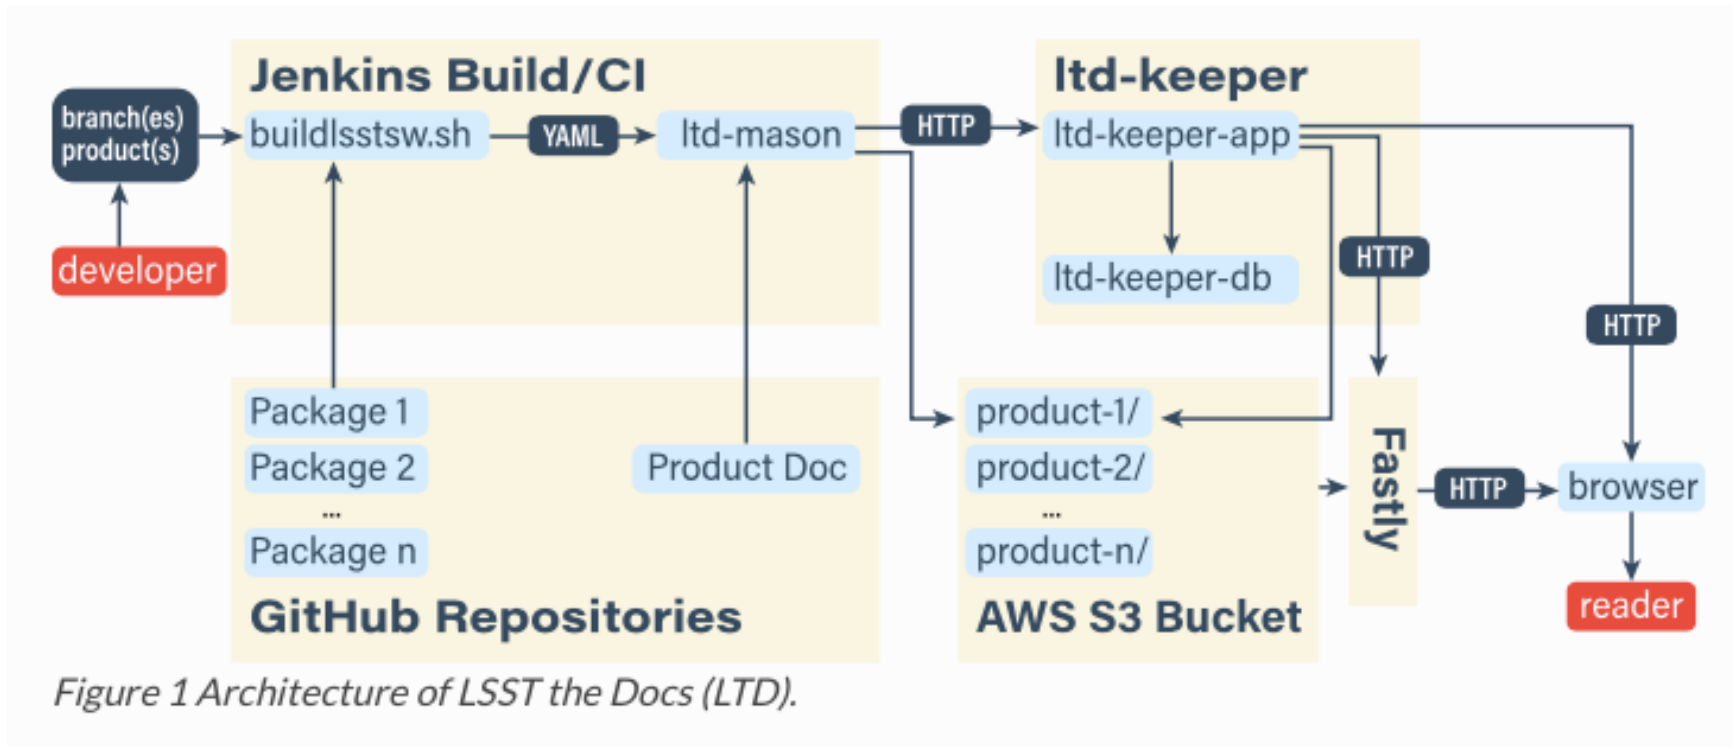 Jenkins Build/CI
ltd-keeper
branch(es)
product(s)
buildlsstsw.sh
YAML
ltd-mason
HTTP
ltd-keeper-app
developer
ltd-keeper-db
HTTP
HTTP
Package 1
Package 2
...
Package n
Product Doc
GitHub Repositories
product-1/
product-2/
...
product-n/
AWS S3 Bucket
Fastly
HTTP
browser
reader
Figure 1 Architecture of LSST the Docs (LTD).